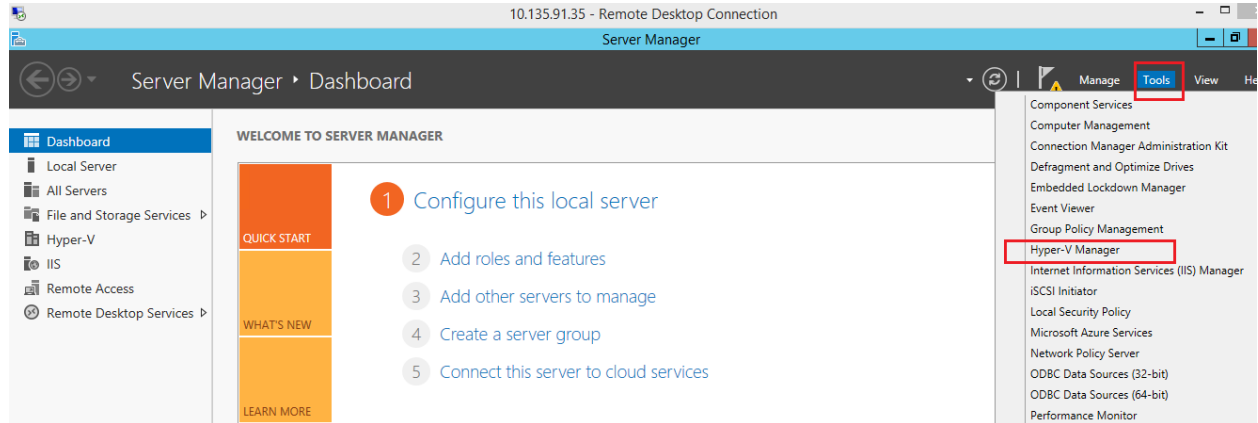 10.135.91.35 - Remote Desktop Connection
Server Manager
Server Manager • Dashboard
Manage Tools View He
Dashboard
Local Server
All Servers
File and Storage Services
Hyper-V
IIS
Remote Access
Remote Desktop Services
WELCOME TO SERVER MANAGER
QUICK START
WHAT'S NEW
LEARN MORE
1 Configure this local server
2 Add roles and features
3 Add other servers to manage
4 Create a server group
5 Connect this server to cloud services
Component Services
Computer Management
Connection Manager Administration Kit
Defragment and Optimize Drives
Embedded Lockdown Manager
Event Viewer
Group Policy Management
Hyper-V Manager
Internet Information Services (IIS) Manager
iSCSI Initiator
Local Security Policy
Microsoft Azure Services
Network Policy Server
ODBC Data Sources (32-bit)
ODBC Data Sources (64-bit)
Performance Monitor